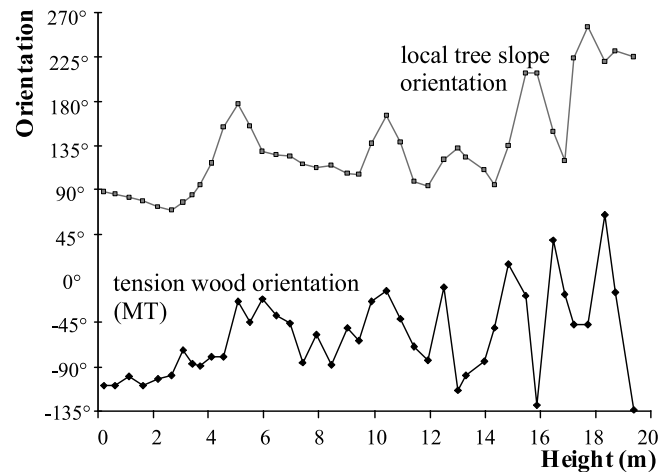 270°
225°
180°
135°
90°
45°
0°
-45°
-90°
-135°
Orientation
local tree slope
orientation
tension wood orientation
(MT)
0 2 4 6 8 10 12 14 16 18 20
Height (m)